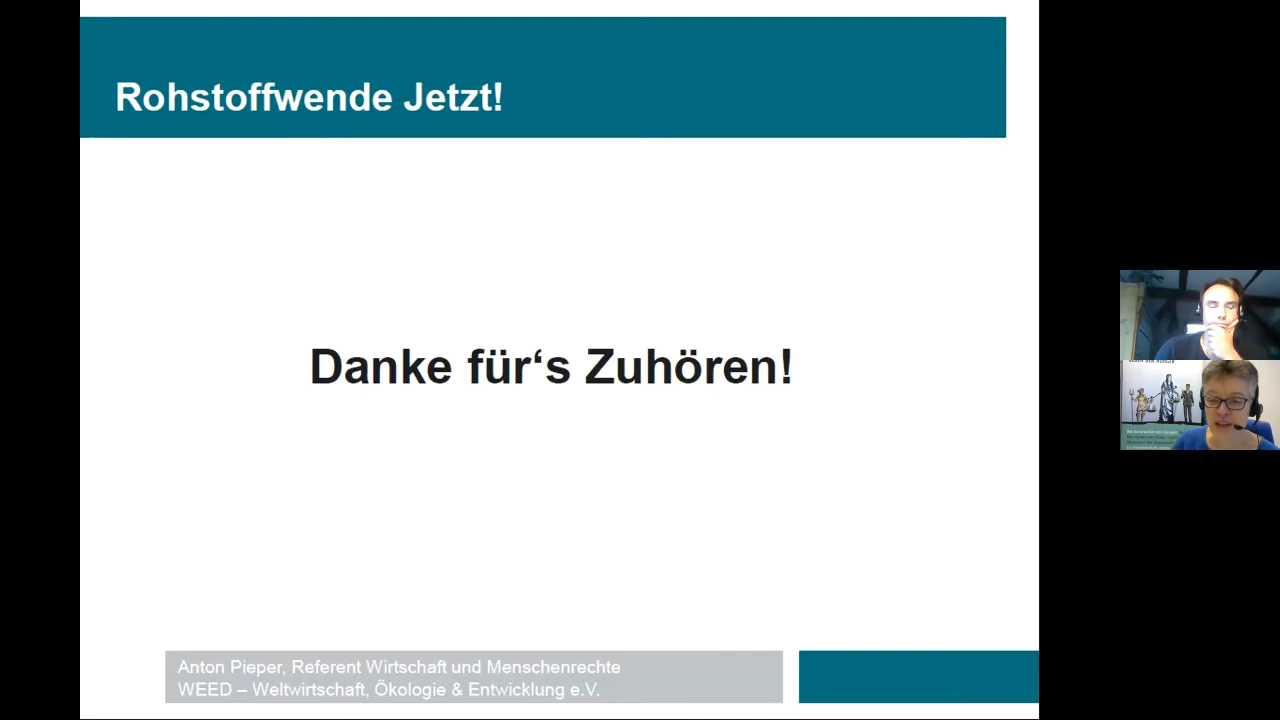 Rohstoffwende Jetzt!
Danke für‘s Zuhören!
Anton Pieper, Referent Wirtschaft und Menschenrechte
WEED – Weltwirtschaft, Ökologie & Entwicklung e.V.